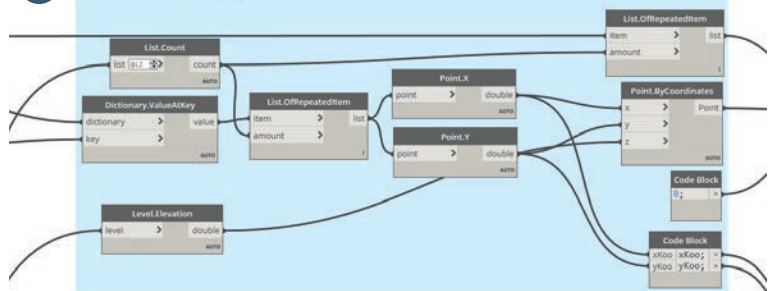 List.OfRepeatedItem
item > list
amount >
l
List.Count
list @L2 > count
AUTO
Dictionary.ValueAtKey
dictionary > value
key >
AUTO
List.OfRepeatedItem
item > list
amount >
l
Point.X
point > double
AUTO
Point.Y
point > double
AUTO
Point.ByCoordinates
x > Point
y >
z >
AUTO
Code Block
0; >
Level.Elevation
level > double
AUTO
Code Block
xKoo xKoo; >
yKoo yKoo; >